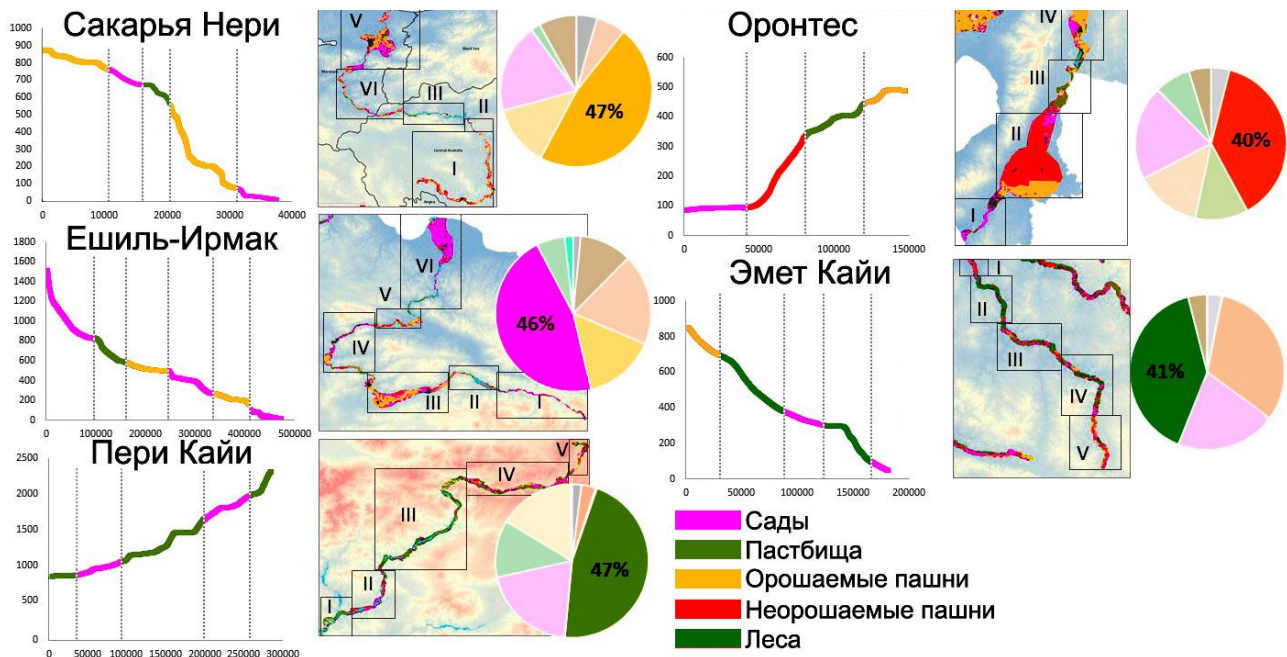 Сакарья Нери
1000
900
800
700
600
500
400
300
200
100
0
0 10000 20000 30000 40000
V
VI
III
II
I
Black Sea
Central Anatolia
47%
Оронтес
600
500
400
300
200
100
0
0 50000 100000 150000
IV
III
II
I
40%
Ешиль-Ирмак
1800
1600
1400
1200
1000
800
600
400
200
0
0 100000 200000 300000 400000 500000
VI
V
IV
III
II
I
46%
Эмет Кайи
1000
800
600
400
200
0
0 50000 100000 150000 200000
I
II
III
IV
V
41%
Пери Кайи
2500
2000
1500
1000
500
0
0 50000 100000 150000 200000 250000 300000
V
IV
III
II
I
47%
Сады
Пастбища
Орошаемые пашни
Неорошаемые пашни
Леса